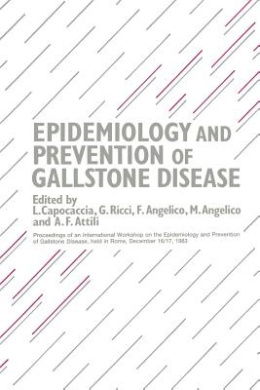 EPIDEMIOLOGY AND
PREVENTION OF
GALLSTONE DISEASE
Edited by
L.Capocaccia, G.Ricci, F.Angelico, M.Angelico
and A.F.Attili
Proceedings of an International Workshop on the Epidemiology and Prevention
of Gallstone Disease, held in Rome, December 16/17, 1983